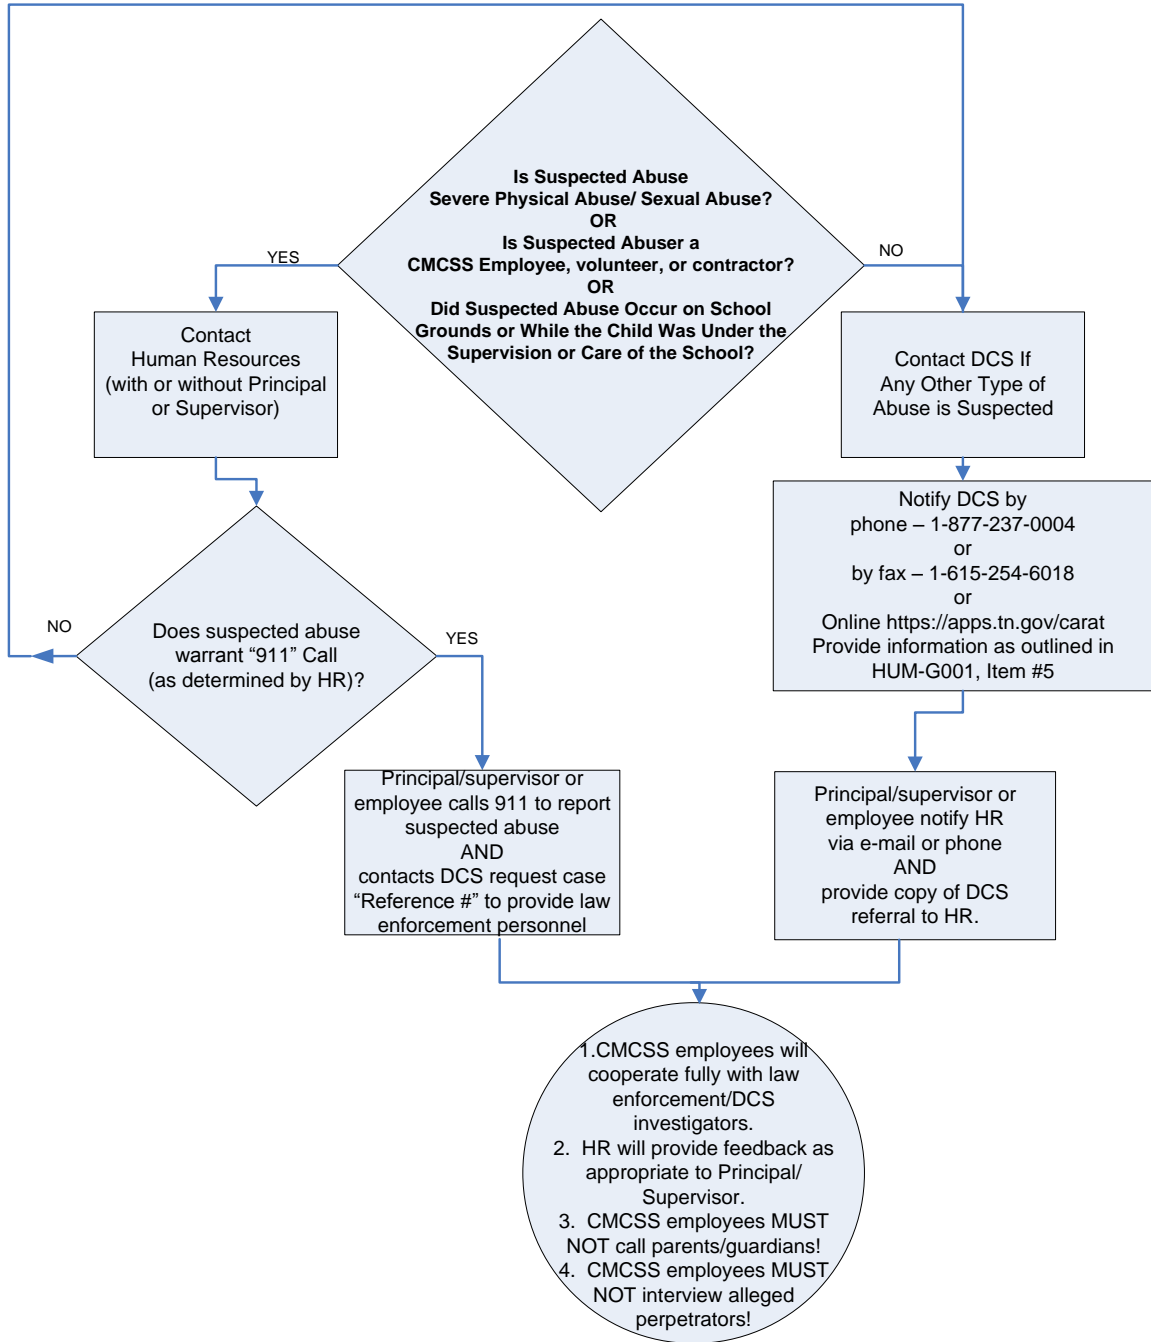 Is Suspected Abuse
Severe Physical Abuse/ Sexual Abuse?
OR
Is Suspected Abuser a
CMCSS Employee, volunteer, or contractor?
OR
Did Suspected Abuse Occur on School
Grounds or While the Child Was Under the
Supervision or Care of the School?
YES
NO
Contact
Human Resources
(with or without Principal
or Supervisor)
Contact DCS If
Any Other Type of
Abuse is Suspected
Notify DCS by
phone – 1-877-237-0004
or
by fax – 1-615-254-6018
or
Online https://apps.tn.gov/carat
Provide information as outlined in
HUM-G001, Item #5
NO
Does suspected abuse
warrant “911” Call
(as determined by HR)?
YES
Principal/supervisor or
employee calls 911 to report
suspected abuse
AND
contacts DCS request case
“Reference #” to provide law
enforcement personnel
Principal/supervisor or
employee notify HR
via e-mail or phone
AND
provide copy of DCS
referral to HR.
1.CMCSS employees will
cooperate fully with law
enforcement/DCS
investigators.
2. HR will provide feedback as
appropriate to Principal/
Supervisor.
3. CMCSS employees MUST
NOT call parents/guardians!
4. CMCSS employees MUST
NOT interview alleged
perpetrators!